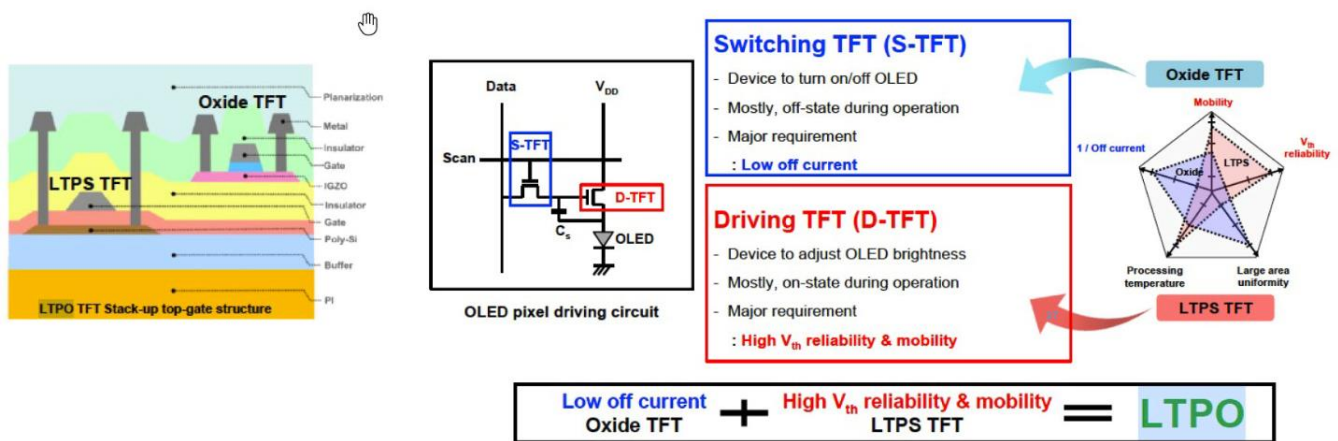 Oxide TFT
LTPS TFT
Planarization
Metal
Insulator
Gate
IGZO
Insulator
Gate
Poly-Si
Buffer
PI
LTPO TFT Stack-up top-gate structure
Data
VDD
Scan
S-TFT
D-TFT
Cs
OLED
OLED pixel driving circuit
Switching TFT (S-TFT)
- Device to turn on/off OLED
- Mostly, off-state during operation
- Major requirement
: Low off current
Driving TFT (D-TFT)
- Device to adjust OLED brightness
- Mostly, on-state during operation
- Major requirement
: High Vth reliability & mobility
Oxide TFT
Mobility
1 / Off current
Vth
reliability
LTPS
Oxide
Processing
temperature
Large area
uniformity
LTPS TFT
Low off current
Oxide TFT
+
High Vth reliability & mobility
LTPS TFT
=
LTPO